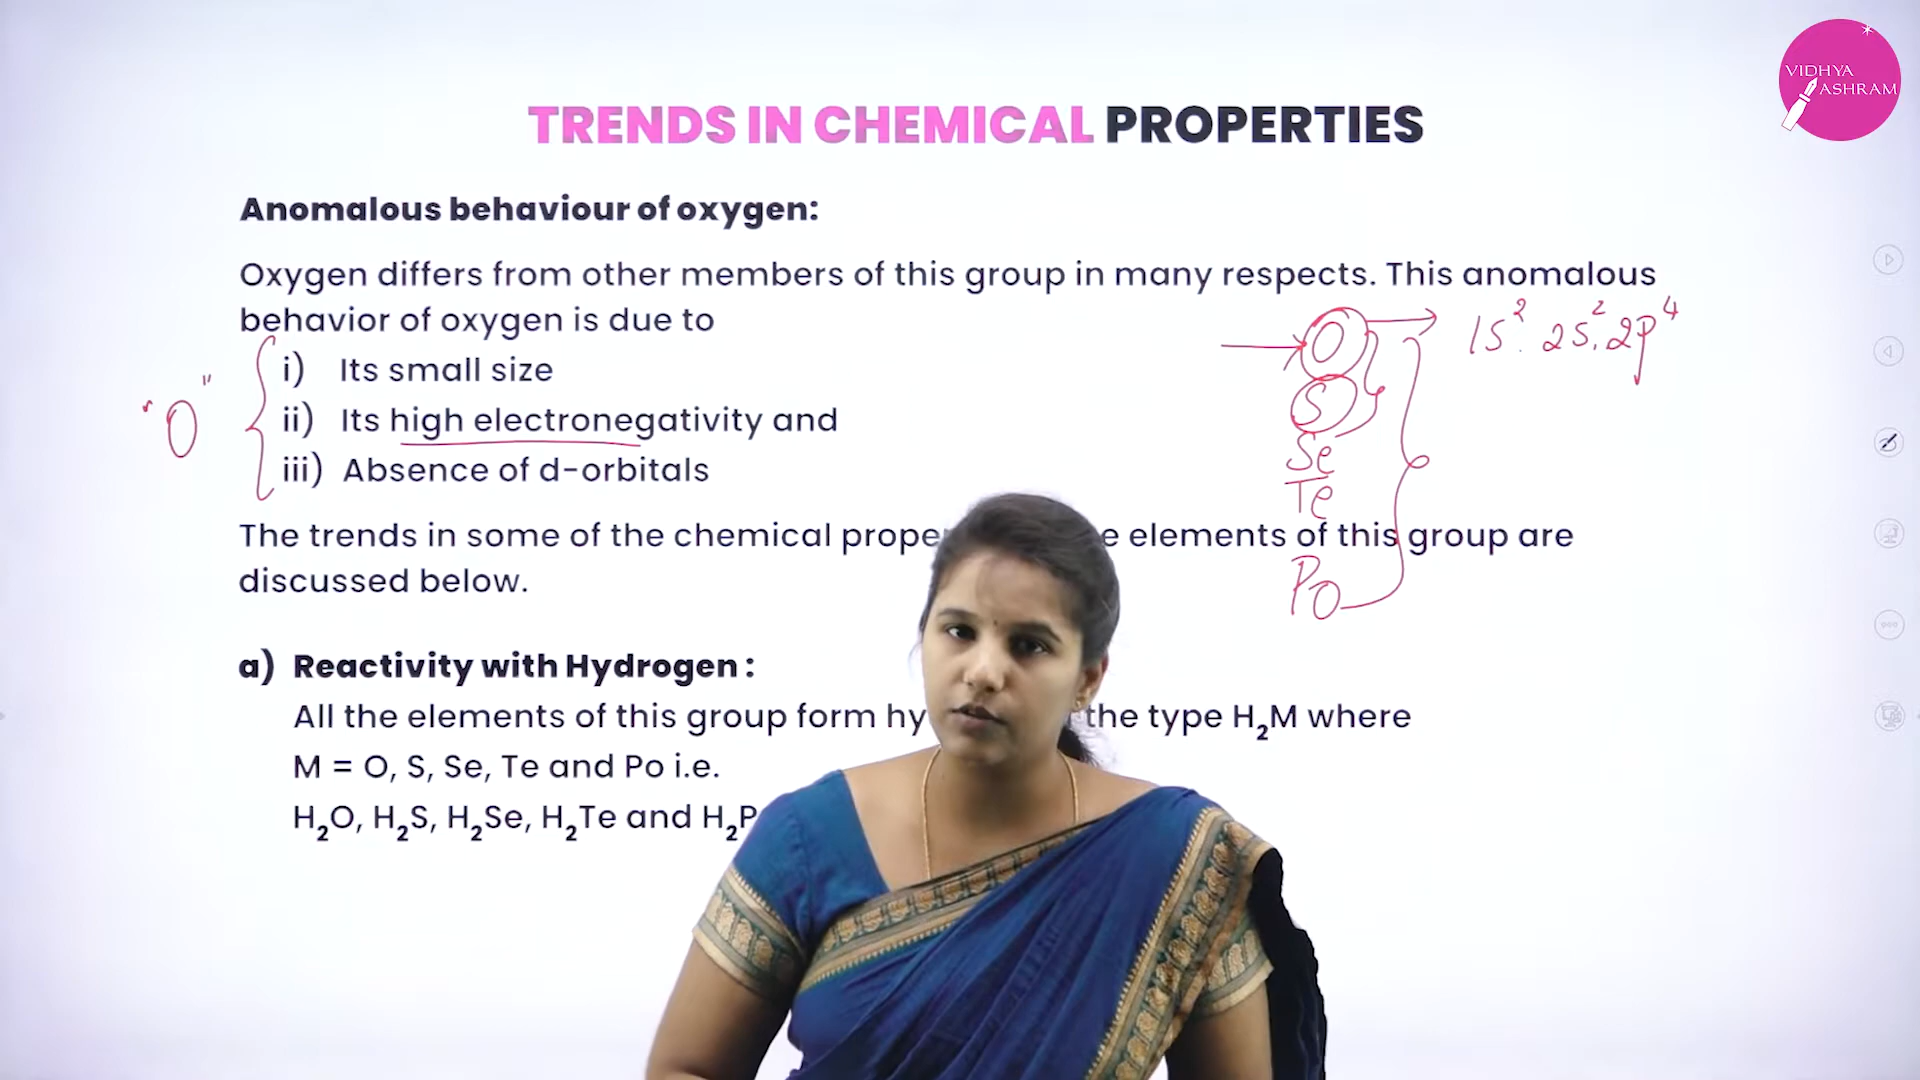 VIDHYA
ASHRAM
TRENDS IN CHEMICAL PROPERTIES
Anomalous behaviour of oxygen:
Oxygen differs from other members of this group in many respects. This anomalous
behavior of oxygen is due to
1s². 2s². 2p⁴
i) Its small size
ii) Its high electronegativity and
iii) Absence of d-orbitals
"O"
O
S
Se
Te
Po
The trends in some of the chemical e elements of this group are
discussed below.
a) Reactivity with Hydrogen :
All the elements of this group form the type H₂M where
M = O, S, Se, Te and Po i.e.
H₂O, H₂S, H₂Se, H₂Te and H₂P